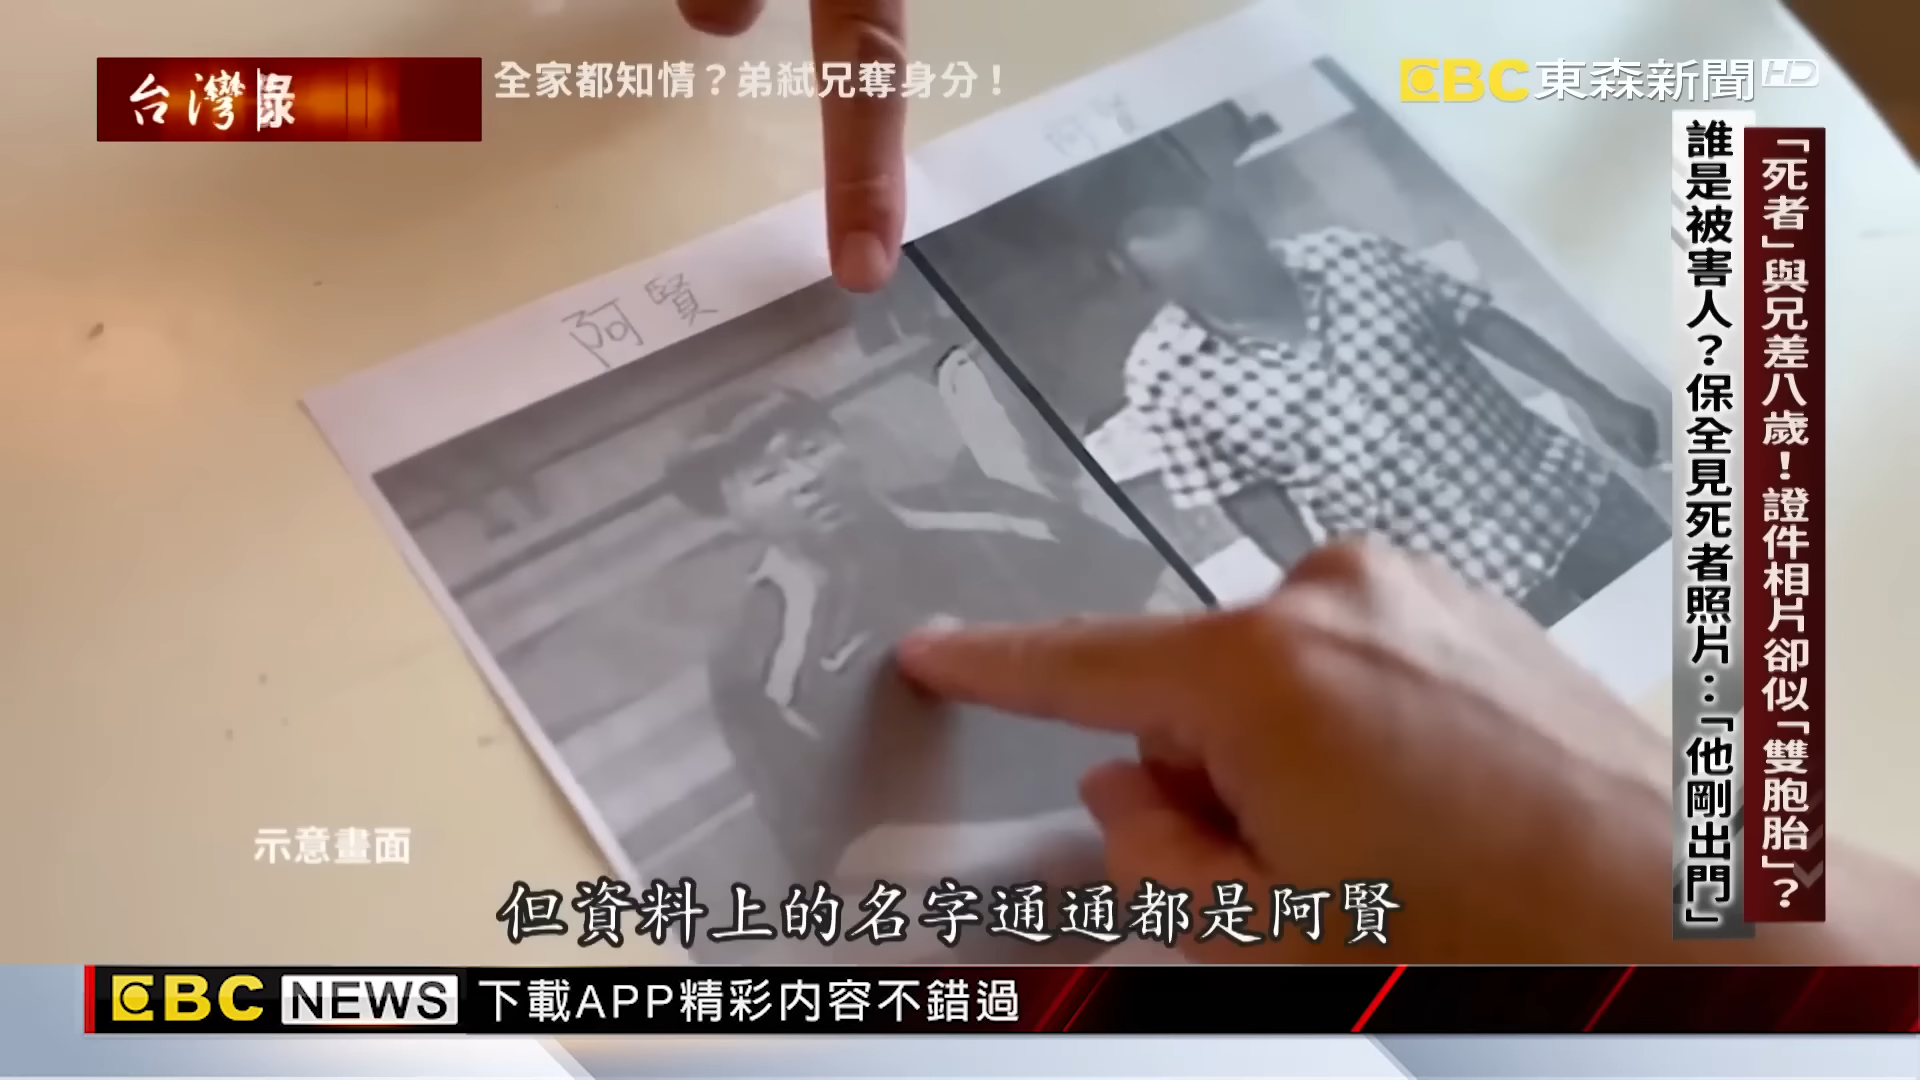 台灣錄
全家都知情？弟弒兄奪身分！
EBC東森新聞HD
「死者」與兄差八歲！證件相片卻似「雙胞胎」？
誰是被害人？保全見死者照片：「他剛出門」
阿賢
阿賢
示意畫面
但資料上的名字通通都是阿賢
EBC NEWS 下載APP精彩內容不錯過